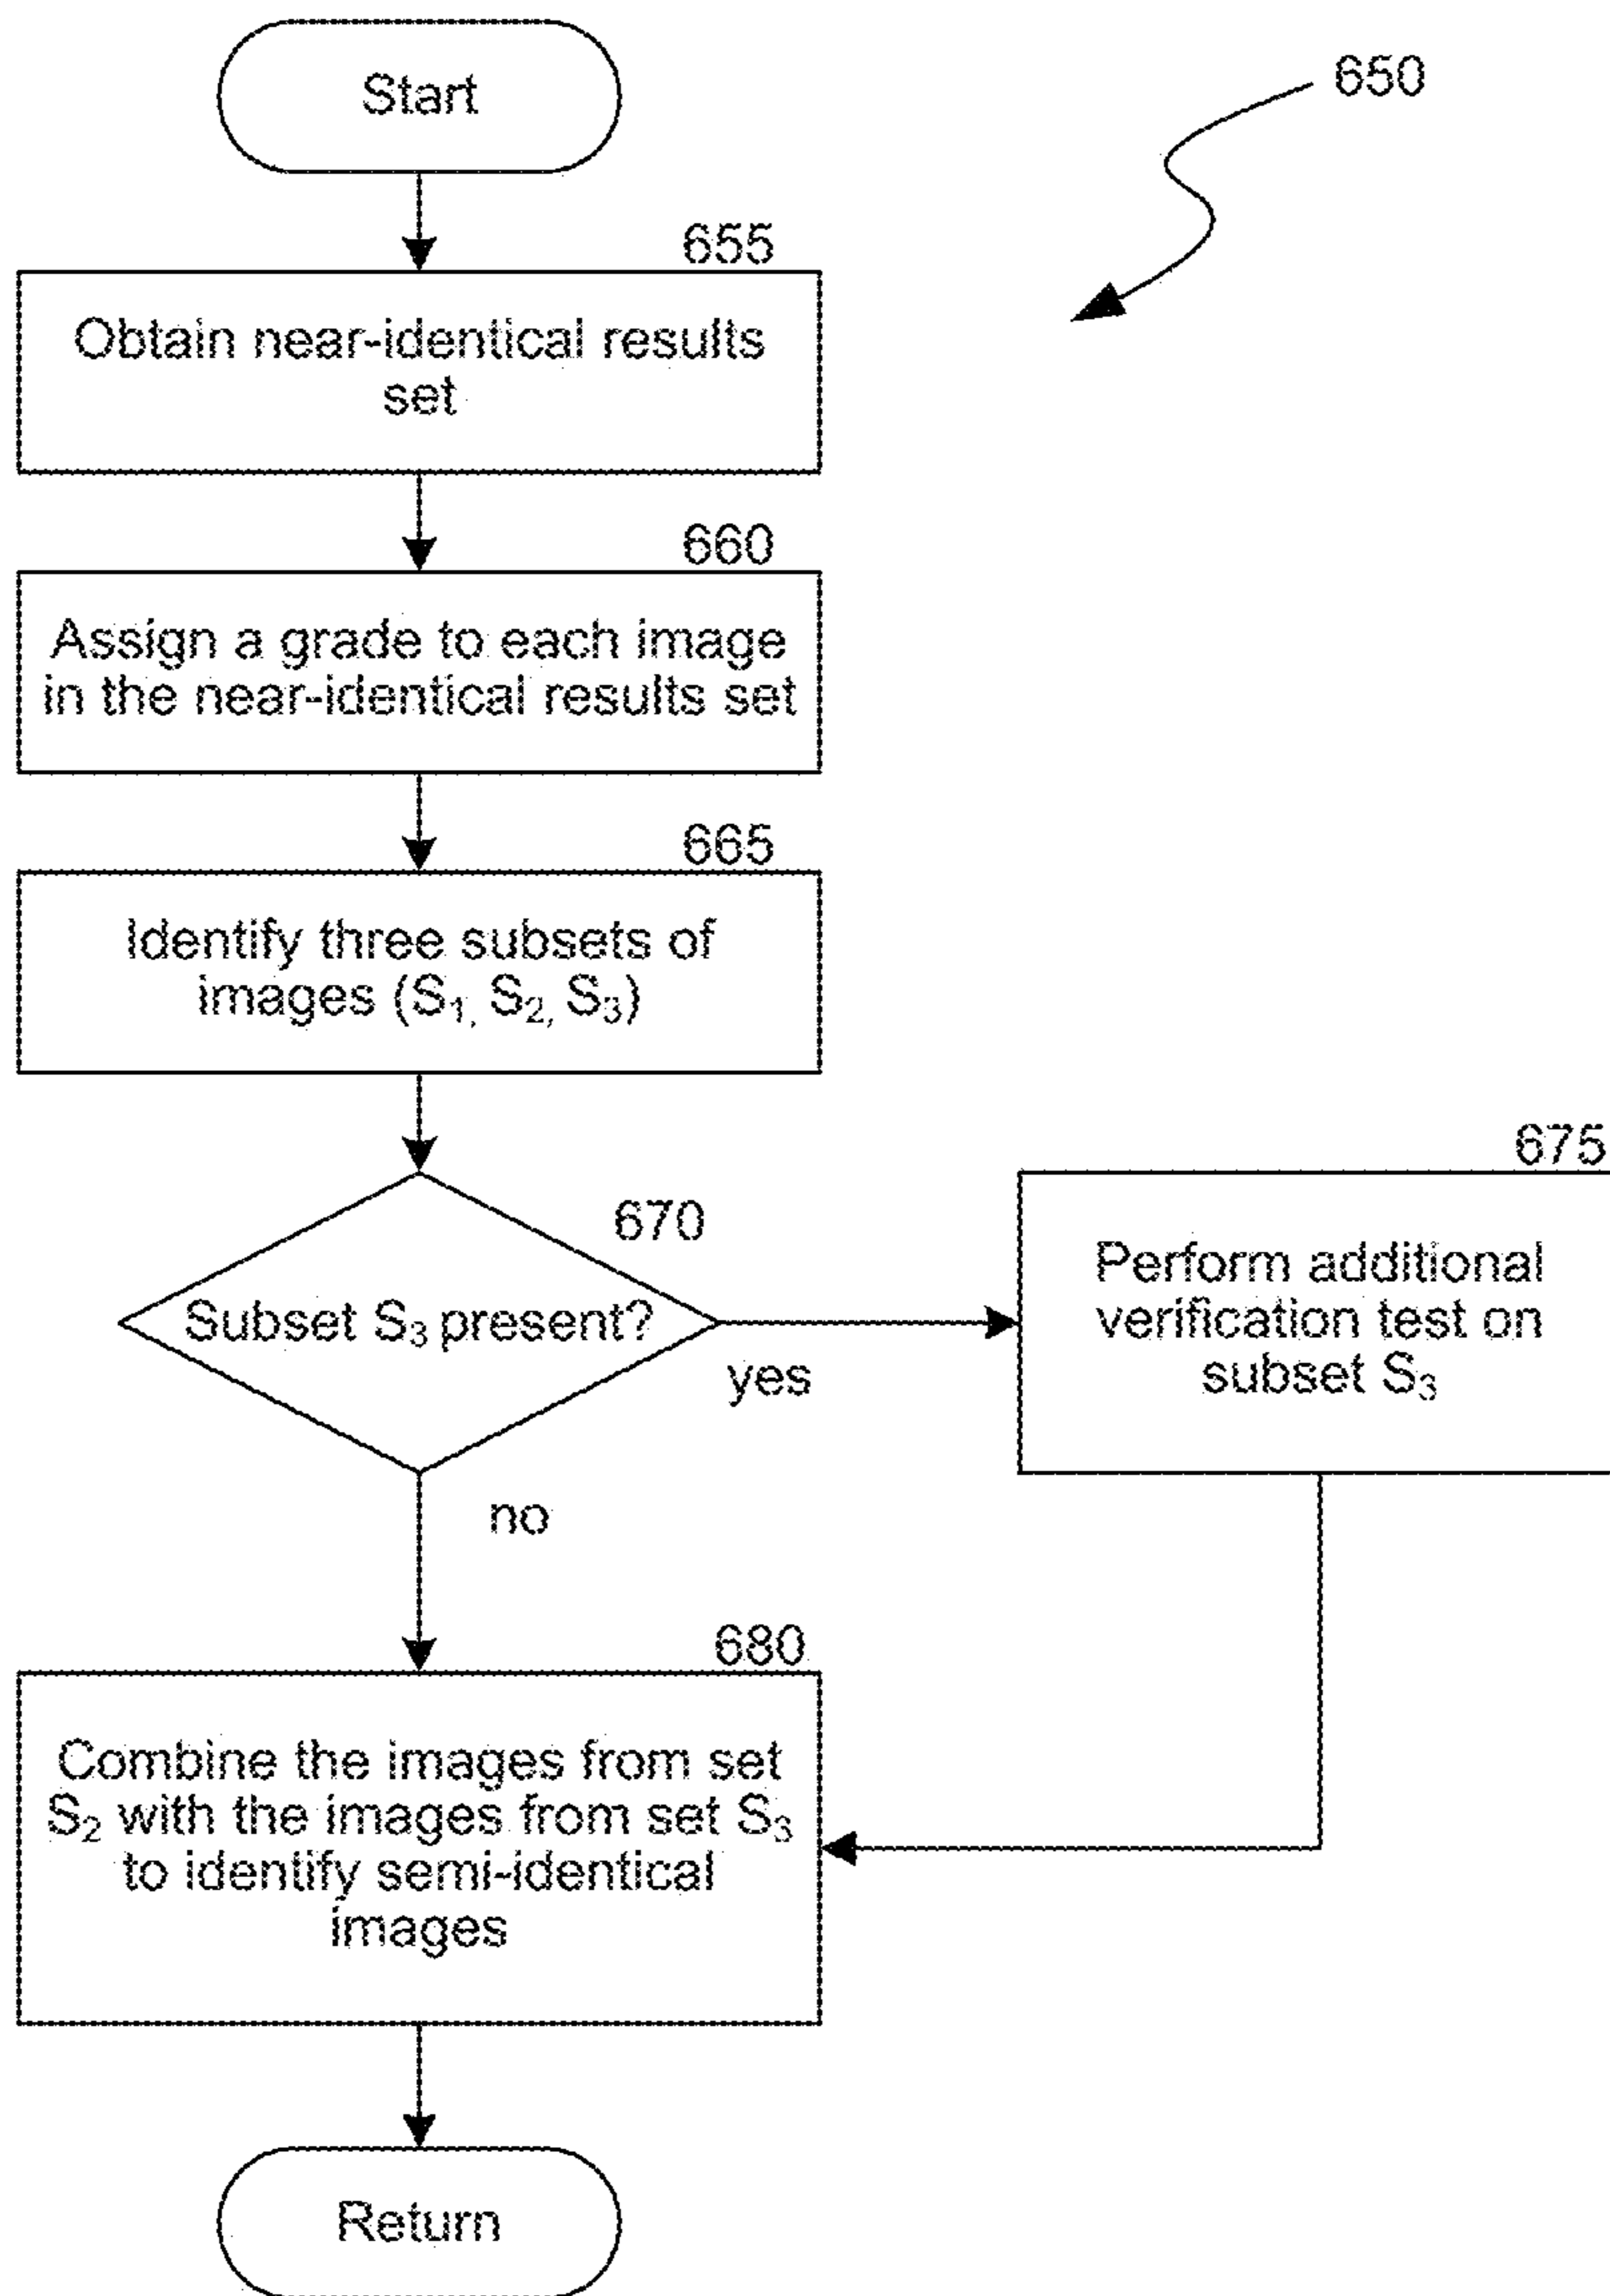 Start
650
655
Obtain near-identical results
set
660
Assign a grade to each image
in the near-identical results set
665
Identify three subsets of
images (S₁, S₂, S₃)
670
Subset S₃ present?
yes
no
675
Perform additional
verification test on
subset S₃
680
Combine the images from set
S₂ with the images from set S₃
to identify semi-identical
images
Return